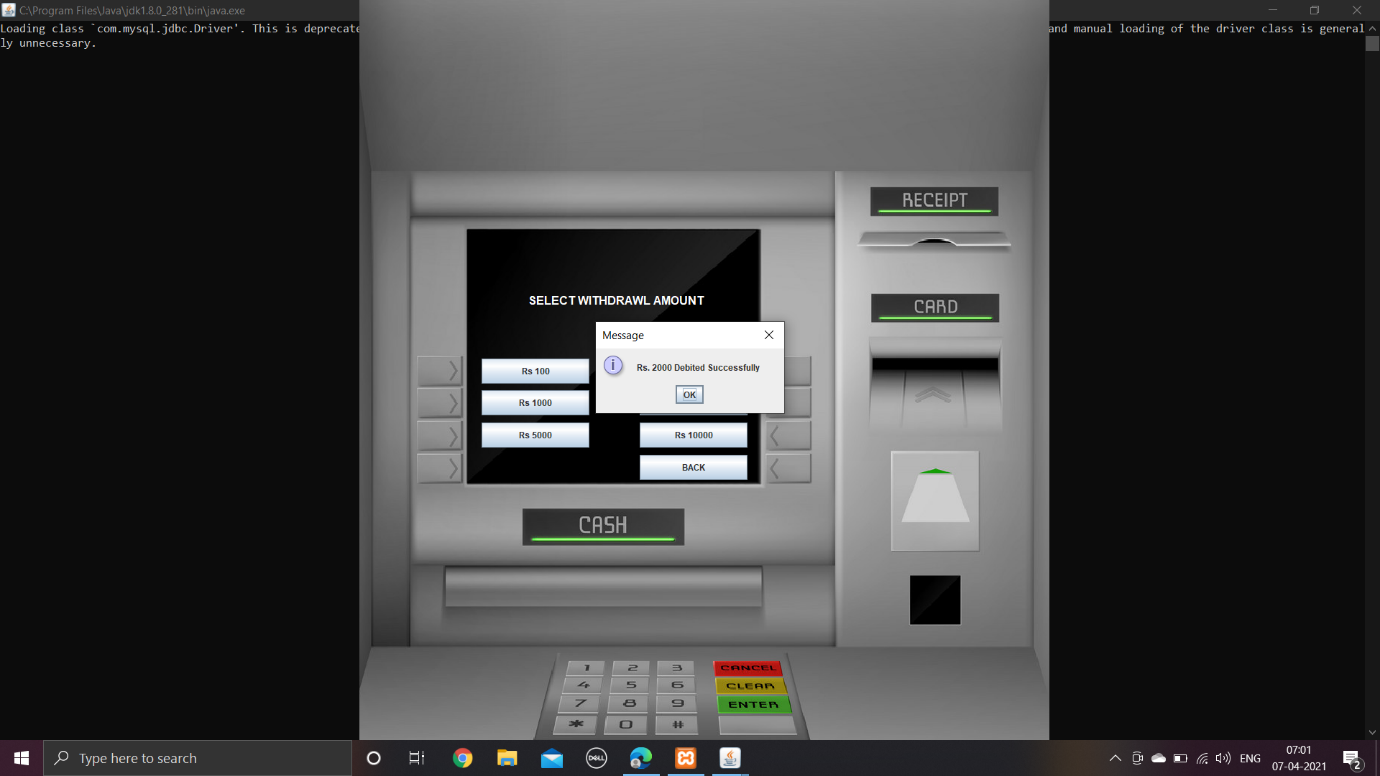 C:\Program Files\Java\jdk1.8.0_281\bin\java.exe
Loading class `com.mysql.jdbc.Driver'. This is deprecate
and manual loading of the driver class is general
ly unnecessary.
RECEIPT
CARD
SELECT WITHDRAWL AMOUNT
Message
Rs. 2000 Debited Successfully
OK
Rs 100
Rs 1000
Rs 5000
Rs 10000
BACK
CASH
1 2 3 CANCEL
4 5 6 CLEAR
7 8 9 ENTER
* 0 #
Type here to search
DELL
ENG
07:01
07-04-2021
2